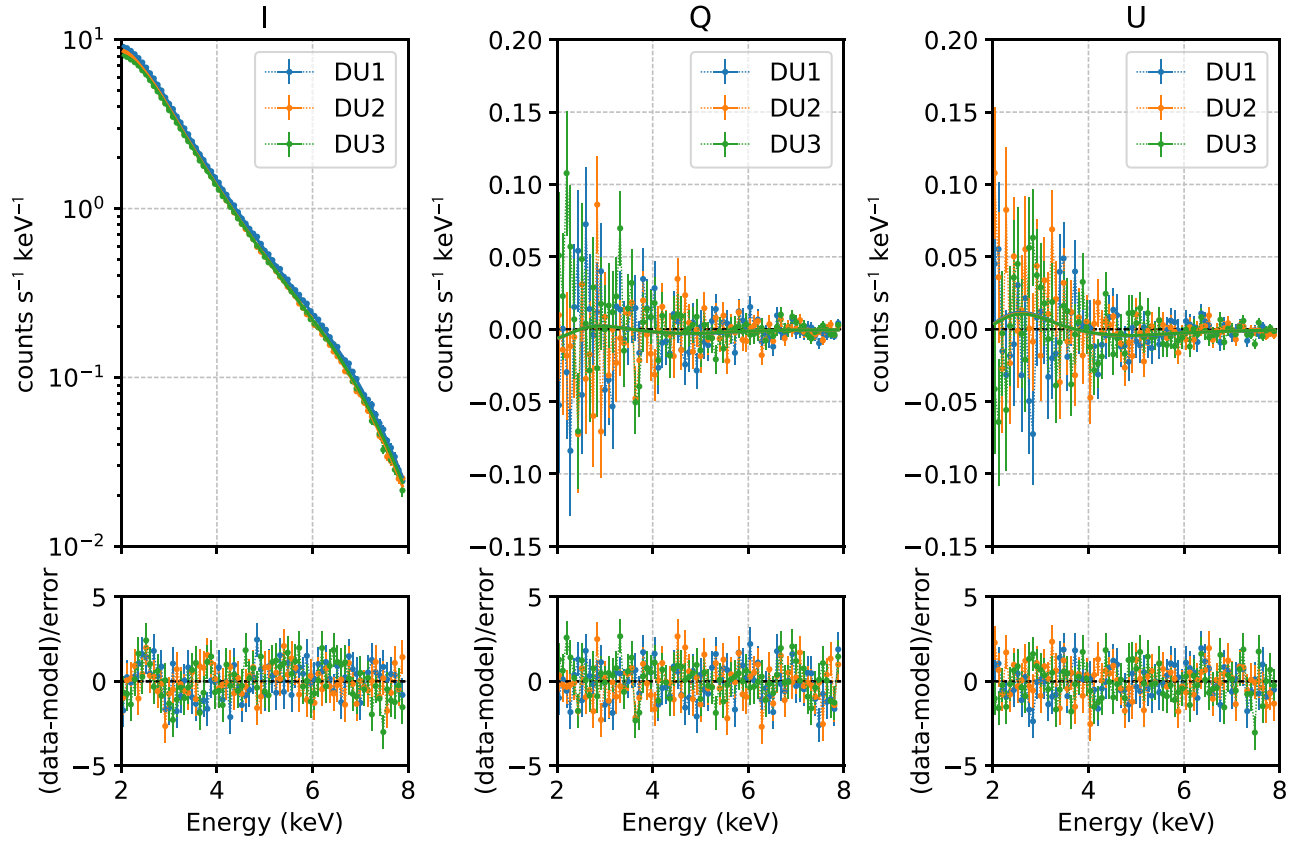 I
Q
U
counts s⁻¹ keV⁻¹
10¹
10⁰
10⁻¹
10⁻²
DU1
DU2
DU3
counts s⁻¹ keV⁻¹
0.20
0.15
0.10
0.05
0.00
−0.05
−0.10
−0.15
DU1
DU2
DU3
counts s⁻¹ keV⁻¹
0.20
0.15
0.10
0.05
0.00
−0.05
−0.10
−0.15
DU1
DU2
DU3
(data-model)/error
5
0
−5
2 4 6 8
Energy (keV)
(data-model)/error
5
0
−5
2 4 6 8
Energy (keV)
(data-model)/error
5
0
−5
2 4 6 8
Energy (keV)